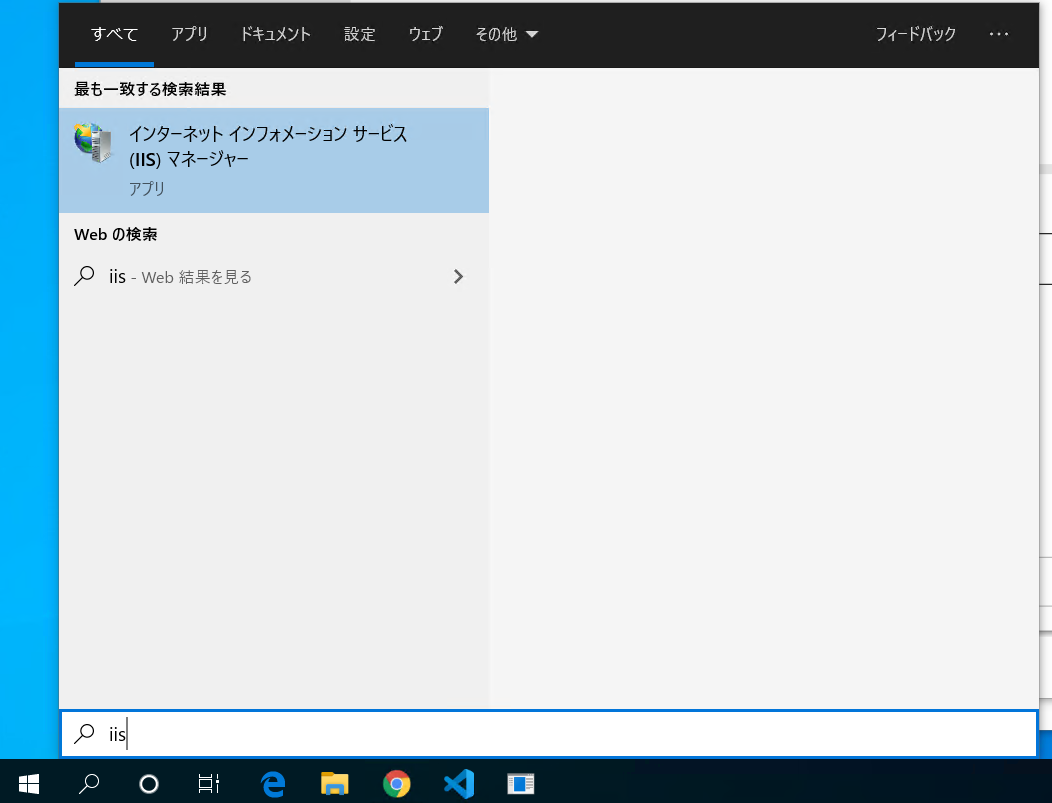 すべて アプリ ドキュメント 設定 ウェブ その他 フィードバック ...
最も一致する検索結果
インターネット インフォメーション サービス
(IIS) マネージャー
アプリ
Web の検索
iis - Web 結果を見る
iis